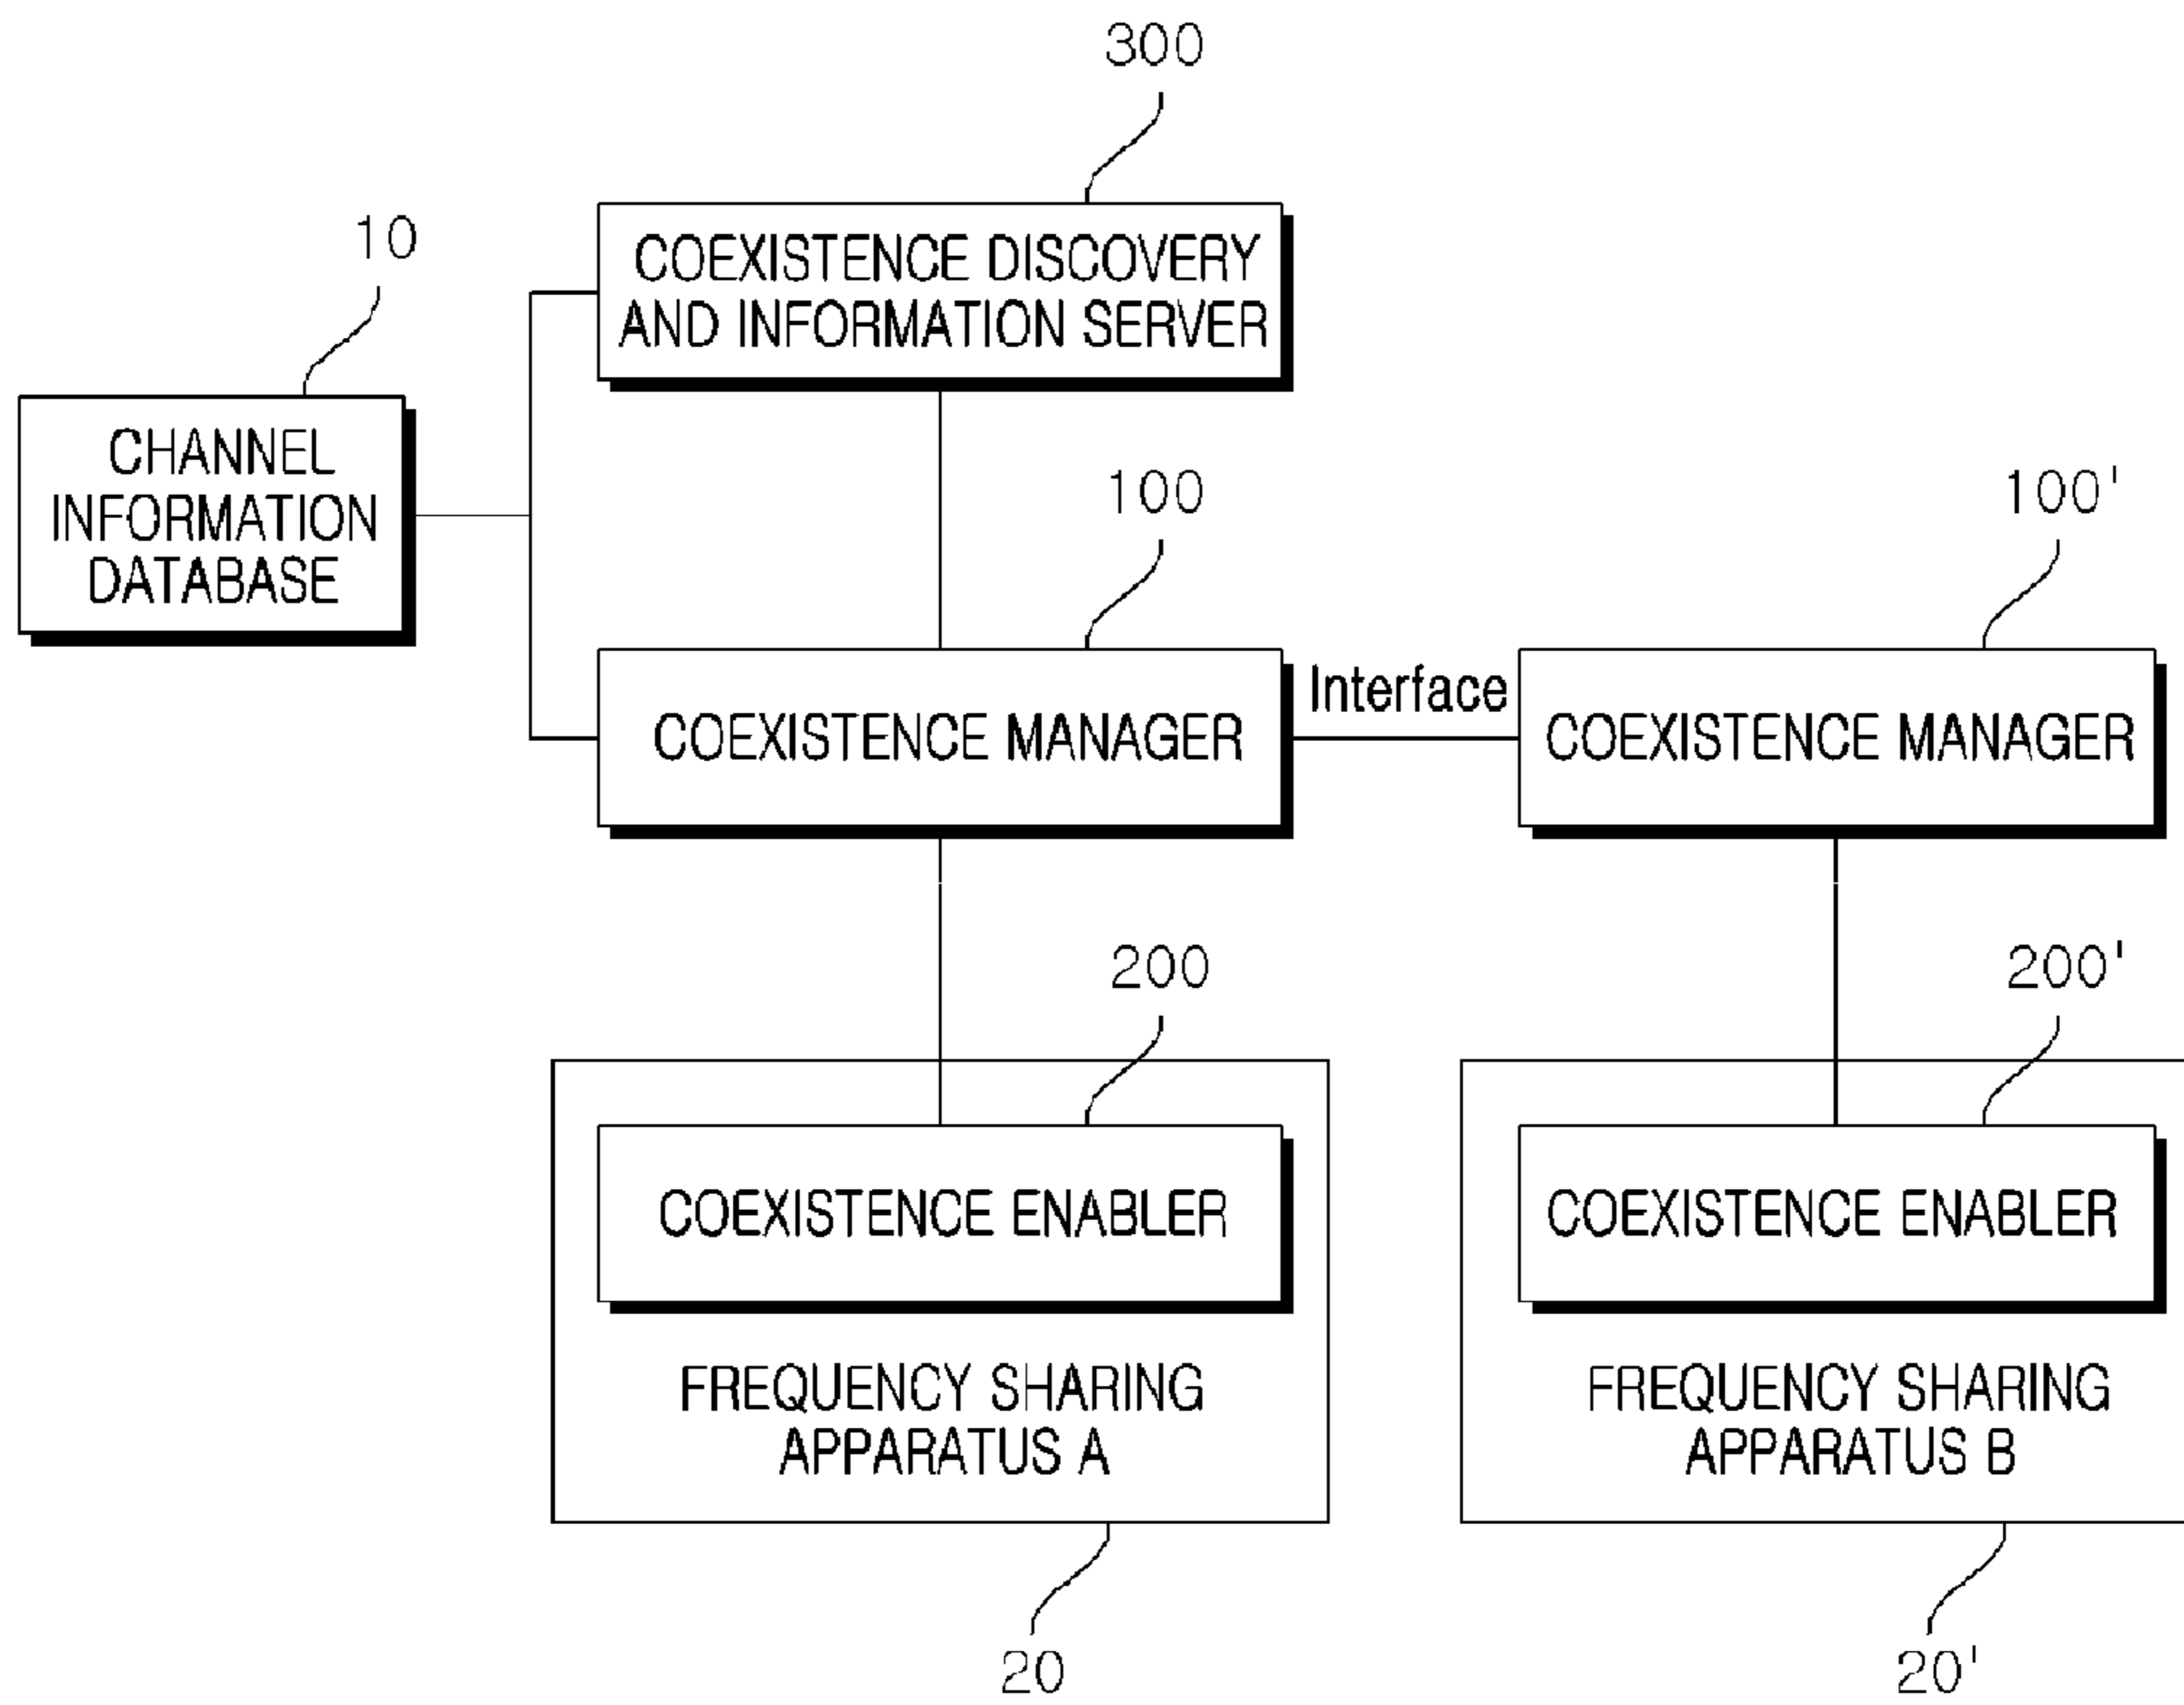 300
10
COEXISTENCE DISCOVERY
AND INFORMATION SERVER
CHANNEL
INFORMATION
DATABASE
100
100'
COEXISTENCE MANAGER
Interface
COEXISTENCE MANAGER
200
200'
COEXISTENCE ENABLER
COEXISTENCE ENABLER
FREQUENCY SHARING
APPARATUS A
FREQUENCY SHARING
APPARATUS B
20
20'